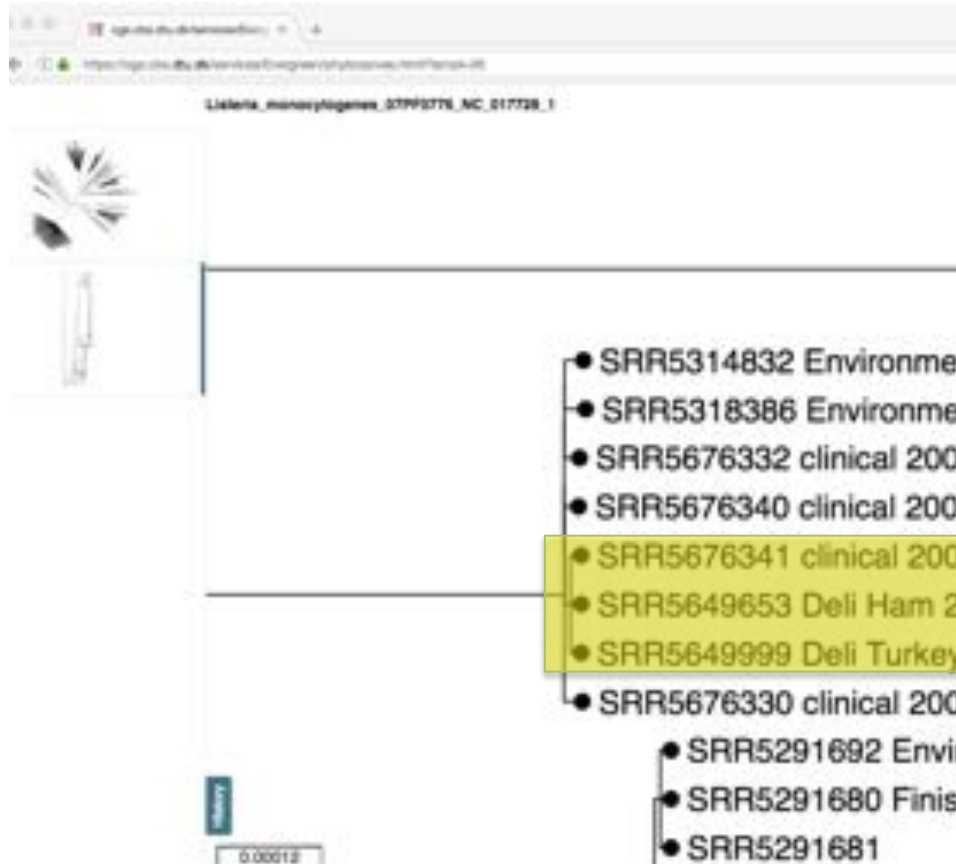 Listeria_monocytogenes_07PF0776_NC_017728_1
SRR5314832 Environme
SRR5318386 Environme
SRR5676332 clinical 200
SRR5676340 clinical 200
SRR5676341 clinical 200
SRR5649653 Deli Ham 2
SRR5649999 Deli Turkey
SRR5676330 clinical 200
SRR5291692 Envi
SRR5291680 Finis
SRR5291681
History
0.00012